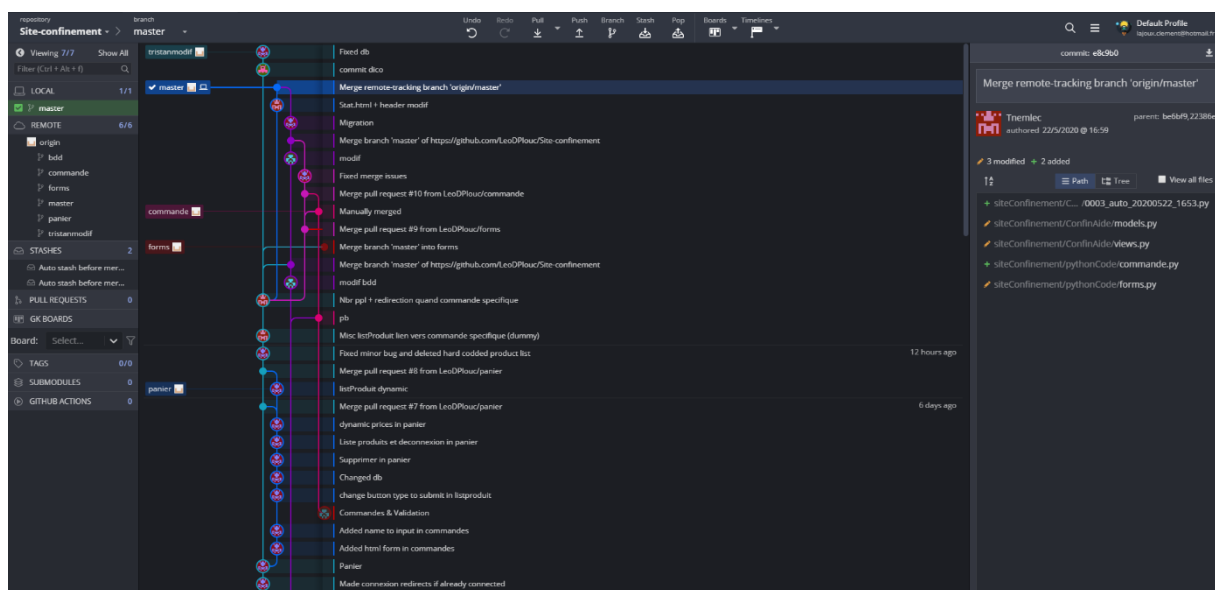 repository
branch
Site-confinement
master
Undo
Redo
Pull
Push
Branch
Stash
Pop
Boards
Timelines
Default Profile
lajoux.clement@hotmail.fr
Viewing 7/7 Show All
Filter (Ctrl + Alt + f)
LOCAL 1/1
master
REMOTE 6/6
origin
bdd
commande
forms
master
panier
tristanmodif
STASHES 2
Auto stash before mer...
Auto stash before mer...
PULL REQUESTS 0
GK BOARDS
Board: Select...
TAGS 0/0
SUBMODULES 0
GITHUB ACTIONS 0
tristanmodif Fixed db
commit dico
master Merge remote-tracking branch 'origin/master'
Stat.html + header modif
Migration
Merge branch 'master' of https://github.com/LeoDPlouc/Site-confinement
modif
Fixed merge issues
Merge pull request #10 from LeoDPlouc/commande
commande Manually merged
Merge pull request #9 from LeoDPlouc/forms
forms Merge branch 'master' into forms
Merge branch 'master' of https://github.com/LeoDPlouc/Site-confinement
modif bdd
Nbr ppl + redirection quand commande specifique
pb
Misc listProduit lien vers commande specifique (dummy)
Fixed minor bug and deleted hard codded product list 12 hours ago
Merge pull request #8 from LeoDPlouc/panier
panier listProduit dynamic
Merge pull request #7 from LeoDPlouc/panier 6 days ago
dynamic prices in panier
Liste produits et deconnexion in panier
Supprimer in panier
Changed db
change button type to submit in listproduit
Commandes & Validation
Added name to input in commandes
Added html form in commandes
Panier
Made connexion redirects if already connected
commit: e8c9b0
Merge remote-tracking branch 'origin/master'
Tnemlec
parent: be6bf9,22386e
authored 22/5/2020 @ 16:59
3 modified + 2 added
Path Tree View all files
+ siteConfinement/C... /0003_auto_20200522_1653.py
siteConfinement/ConfinAide/models.py
siteConfinement/ConfinAide/views.py
+ siteConfinement/pythonCode/commande.py
siteConfinement/pythonCode/forms.py